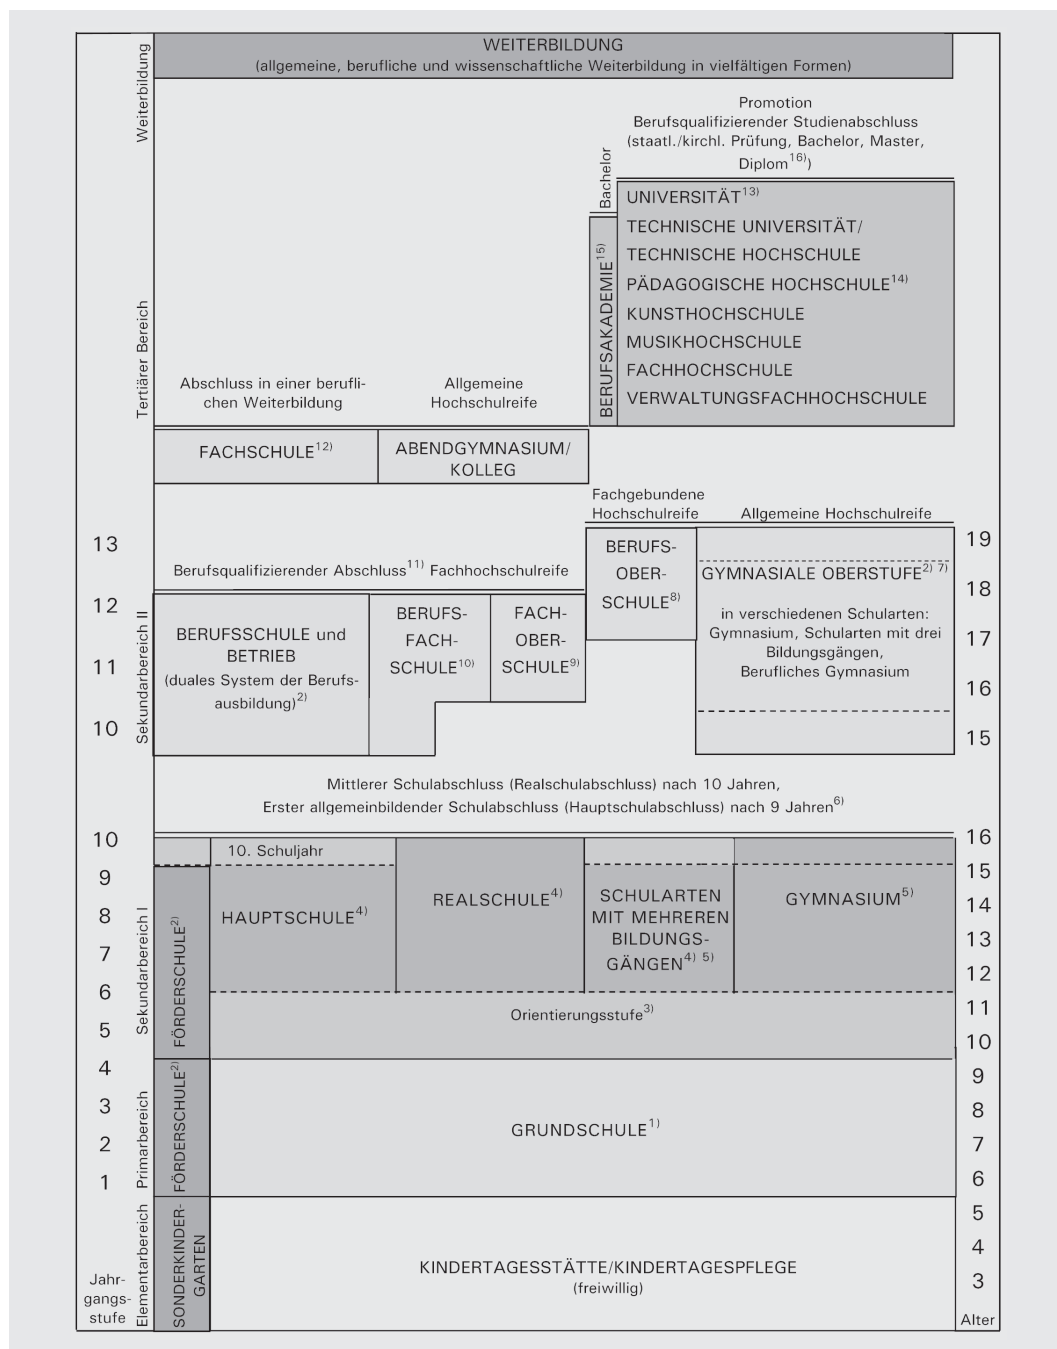 WEITERBILDUNG
(allgemeine, berufliche und wissenschaftliche Weiterbildung in vielfältigen Formen)
Weiterbildung
Promotion
Berufsqualifizierender Studienabschluss
(staatl./kirchl. Prüfung, Bachelor, Master,
Diplom16))
Bachelor
Tertiärer Bereich
BERUFSAKADEMIE15)
UNIVERSITÄT13)
TECHNISCHE UNIVERSITÄT/
TECHNISCHE HOCHSCHULE
PÄDAGOGISCHE HOCHSCHULE14)
KUNSTHOCHSCHULE
MUSIKHOCHSCHULE
FACHHOCHSCHULE
VERWALTUNGSFACHHOCHSCHULE
Abschluss in einer berufli-
chen Weiterbildung
Allgemeine
Hochschulreife
FACHSCHULE12)
ABENDGYMNASIUM/
KOLLEG
Fachgebundene
Hochschulreife
Allgemeine Hochschulreife
Berufsqualifizierender Abschluss11) Fachhochschulreife
13
12
11
10
Sekundarbereich II
BERUFSSCHULE und
BETRIEB
(duales System der Berufs-
ausbildung)2)
BERUFS-
FACH-
SCHULE10)
FACH-
OBER-
SCHULE9)
BERUFS-
OBER-
SCHULE8)
GYMNASIALE OBERSTUFE2) 7)
in verschiedenen Schularten:
Gymnasium, Schularten mit drei
Bildungsgängen,
Berufliches Gymnasium
19
18
17
16
15
Mittlerer Schulabschluss (Realschulabschluss) nach 10 Jahren,
Erster allgemeinbildender Schulabschluss (Hauptschulabschluss) nach 9 Jahren6)
10
9
8
7
6
5
4
3
2
1
Sekundarbereich I
FÖRDERSCHULE2)
10. Schuljahr
HAUPTSCHULE4)
REALSCHULE4)
SCHULARTEN
MIT MEHREREN
BILDUNGS-
GÄNGEN4) 5)
GYMNASIUM5)
Orientierungsstufe3)
16
15
14
13
12
11
10
9
8
7
6
5
4
3
Primarbereich
FÖRDERSCHULE2)
GRUNDSCHULE1)
Elementarbereich
SONDERKINDER-
GARTEN
KINDERTAGESSTÄTTE/KINDERTAGESPFLEGE
(freiwillig)
Jahr-
gangs-
stufe
Alter